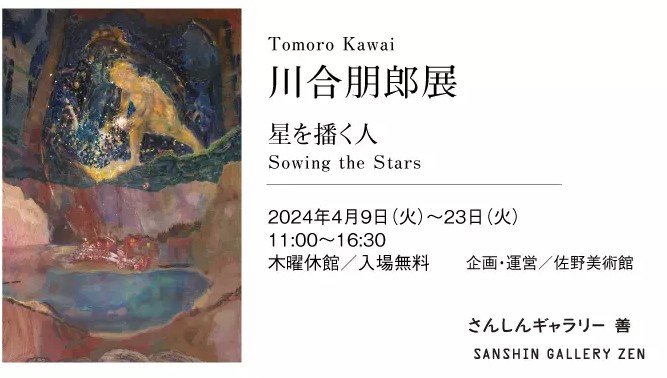 Tomoro Kawai
川合朋郎展
星を播く人
Sowing the Stars
2024年4月9日(火)～23日(火)
11:00～16:30
木曜休館／入場無料　企画・運営／佐野美術館
さんしんギャラリー 善
SANSHIN GALLERY ZEN